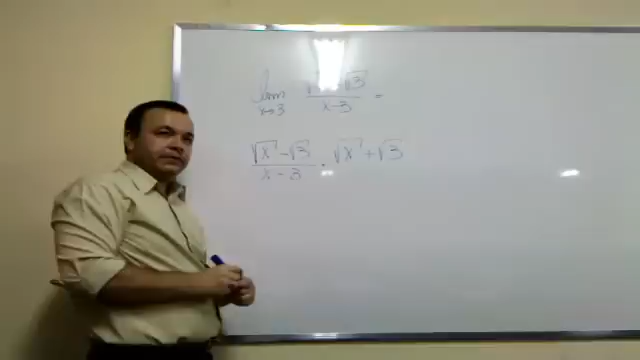 lim √x - √3 / x - 3 =
x→3
√x - √3 / x - 3 · √x + √3